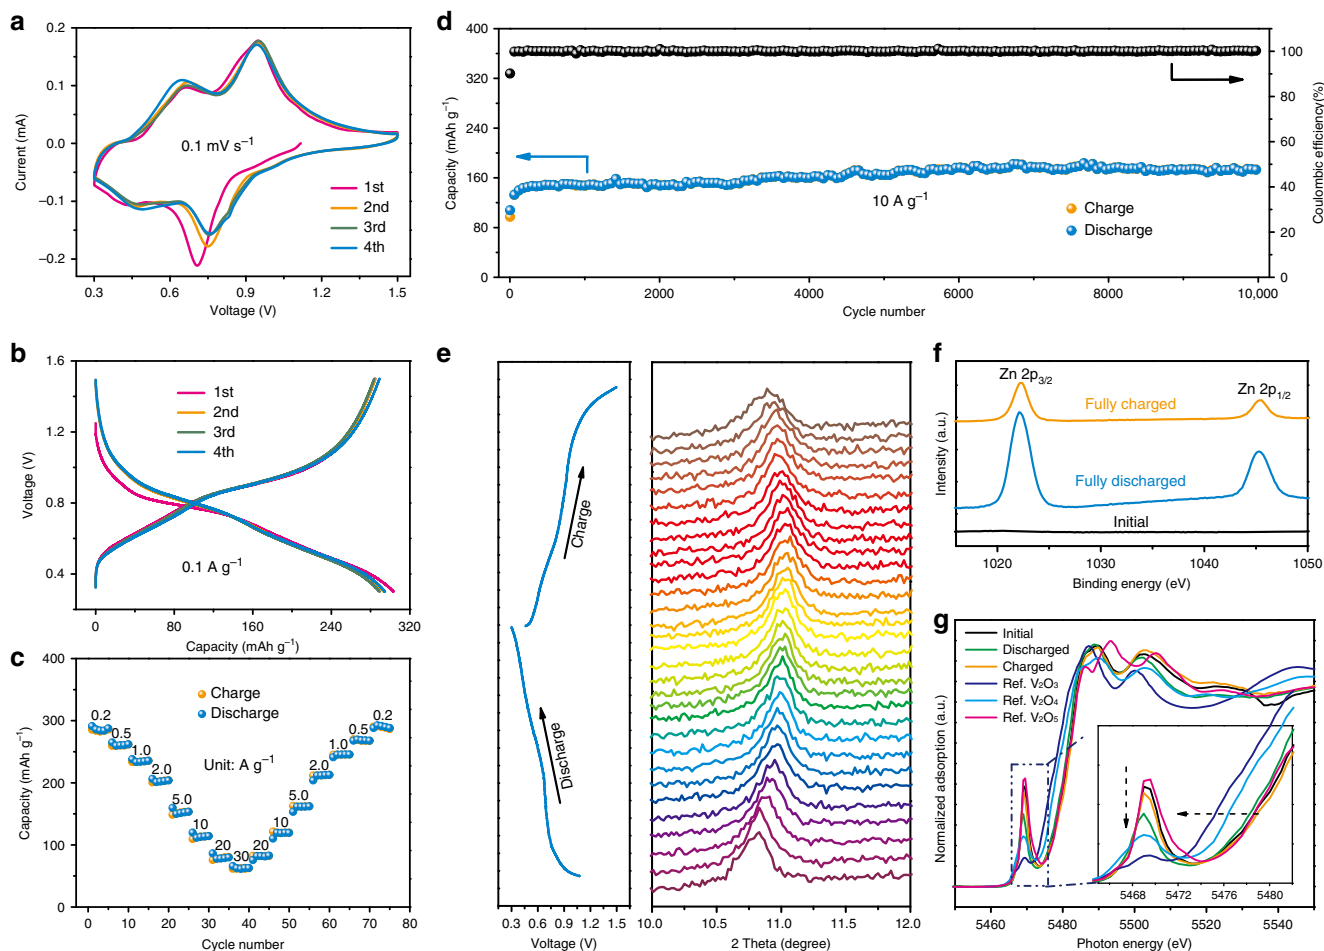 a
0.2
0.1
0.0
−0.1
−0.2
Current (mA)
0.1 mV s⁻¹
1st
2nd
3rd
4th
0.3
0.6
0.9
1.2
1.5
Voltage (V)
d
400
320
240
160
80
0
Capacity (mAh g⁻¹)
100
80
60
40
20
0
Coulombic efficiency(%)
10 A g⁻¹
Charge
Discharge
0
2000
4000
6000
8000
10,000
Cycle number
b
1.6
1.2
0.8
0.4
Voltage (V)
1st
2nd
3rd
4th
0.1 A g⁻¹
0
80
160
240
320
Capacity (mAh g⁻¹)
c
400
300
200
100
50
0
Capacity (mAh g⁻¹)
Charge
Discharge
Unit: A g⁻¹
0.2
0.5
1.0
2.0
5.0
10
20
30
20
10
5.0
2.0
1.0
0.5
0.2
0
10
20
30
40
50
60
70
80
Cycle number
e
Charge
Discharge
0.3
0.6
0.9
1.2
1.5
Voltage (V)
10.0
10.5
11.0
11.5
12.0
2 Theta (degree)
f
Zn 2p₃/₂
Zn 2p₁/₂
Fully charged
Fully discharged
Initial
Intensity (a.u.)
1020
1030
1040
1050
Binding energy (eV)
g
Initial
Discharged
Charged
Ref. V₂O₃
Ref. V₂O₄
Ref. V₂O₅
Normalized adsorption (a.u.)
5468
5472
5476
5480
5460
5480
5500
5520
5540
Photon energy (eV)